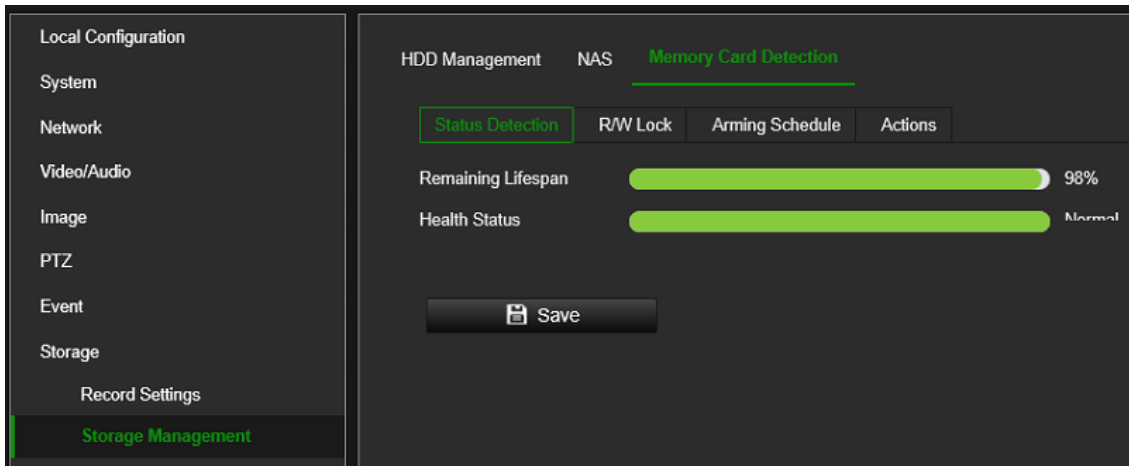 Local Configuration
System
Network
Video/Audio
Image
PTZ
Event
Storage
Record Settings
Storage Management
HDD Management NAS Memory Card Detection
Status Detection R/W Lock Arming Schedule Actions
Remaining Lifespan 98%
Health Status Normal
Save